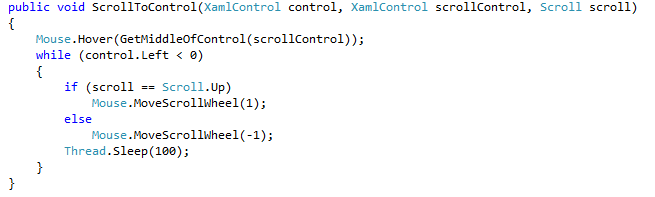 public void ScrollToControl(XamlControl control, XamlControl scrollControl, Scroll scroll)
{
    Mouse.Hover(GetMiddleOfControl(scrollControl));
    while (control.Left < 0)
    {
        if (scroll == Scroll.Up)
            Mouse.MoveScrollWheel(1);
        else
            Mouse.MoveScrollWheel(-1);
        Thread.Sleep(100);
    }
}